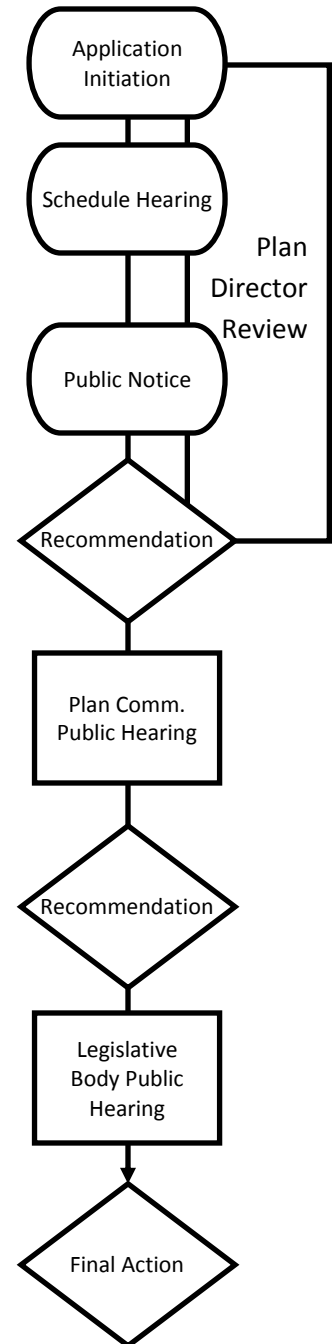 Application
Initiation
Schedule Hearing
Plan
Director
Review
Public Notice
Recommendation
Plan Comm.
Public Hearing
Recommendation
Legislative
Body Public
Hearing
Final Action